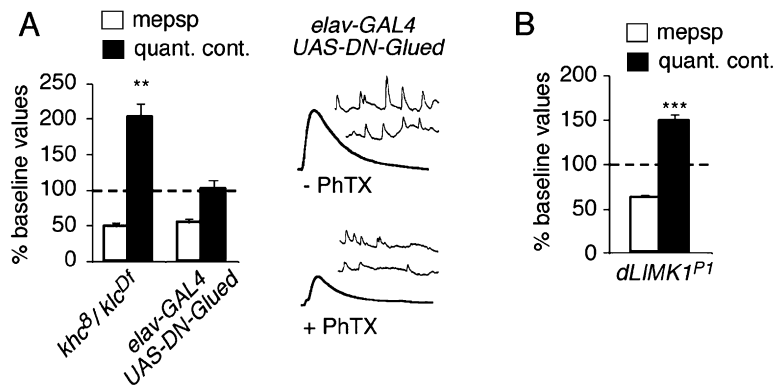 A
mepsp
quant. cont.
% baseline values
250
200
150
100
50
0
**
khc8/ klcDf
elav-GAL4
UAS-DN-Glued
elav-GAL4
UAS-DN-Glued
- PhTX
+ PhTX
B
mepsp
quant. cont.
% baseline values
200
150
100
50
0
***
dLIMK1P1